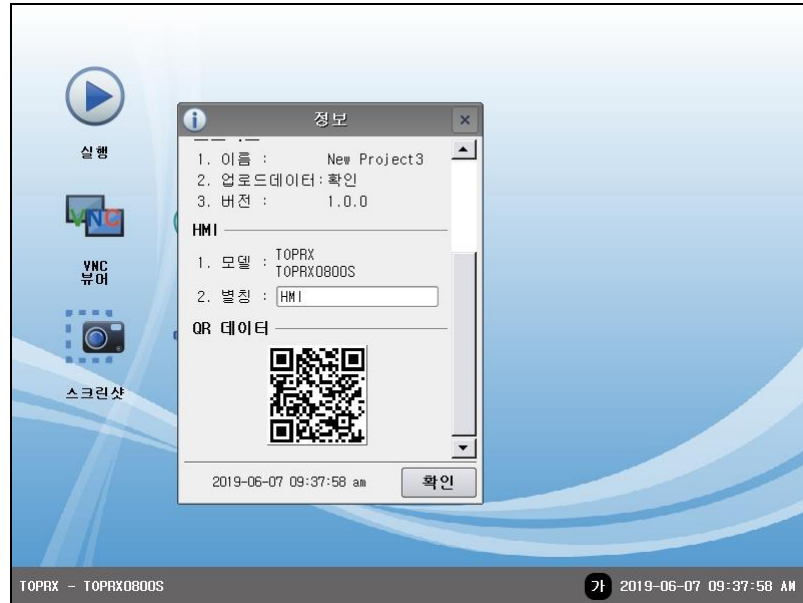 정보
1. 이름 : New Project3
2. 업로드데이터:확인
3. 버전 : 1.0.0
HMI
1. 모델 : TOPRX
TOPRX0800S
2. 별칭 : HMI
QR 데이터
2019-06-07 09:37:58 am
확인
실행
VNC
VNC
뷰어
스크린샷
TOPRX - TOPRX0800S
가
2019-06-07 09:37:58 AM